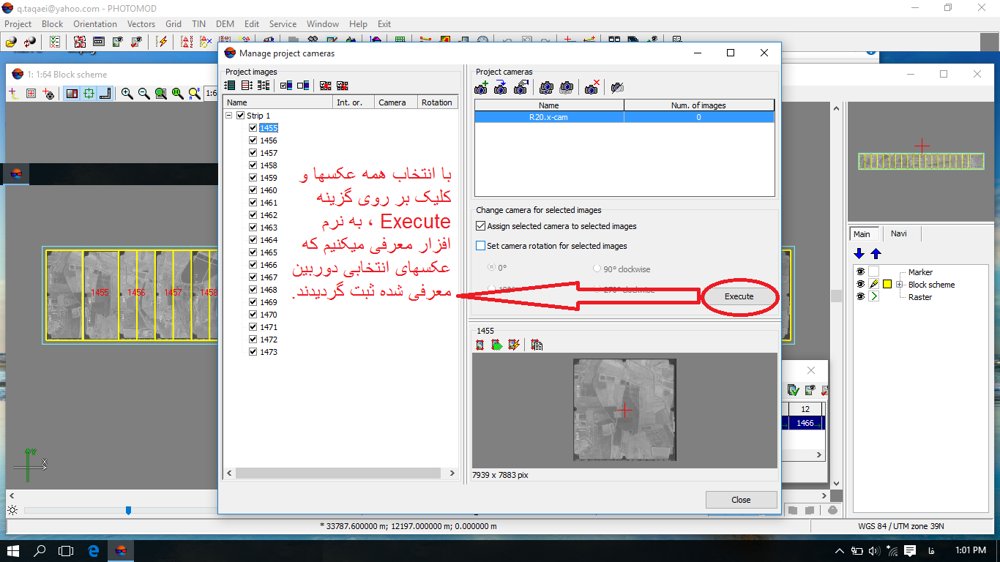 q.taqaei@yahoo.com - PHOTOMOD
Project Block Orientation Vectors Grid TIN DEM Edit Service Window Help Exit
Manage project cameras
1: 1:64 Block scheme
Project images
Name Int. or. Camera Rotation
Strip 1
1455
1456
1457
1458
1459
1460
1461
1462
1463
1464
1465
1466
1467
1468
1469
1470
1471
1472
1473
با انتخاب همه عکسها و
کلیک بر روی گزینه
Execute ، به نرم
افزار معرفی میکنیم که
عکسهای انتخابی دوربین
معرفی شده ثبت گردیدند.
Project cameras
Name Num. of images
R20.x-cam 0
Change camera for selected images
Assign selected camera to selected images
Set camera rotation for selected images
0° 90° clockwise
270° clockwise
Execute
1455
7939 x 7883 pix
Close
1455 1456 1457 1458
12
1466
Main Navi
Marker
Block scheme
Raster
Y
X
* 33787.600000 m; 12197.000000 m; 0.000000 m
WGS 84 / UTM zone 39N
فا
1:01 PM